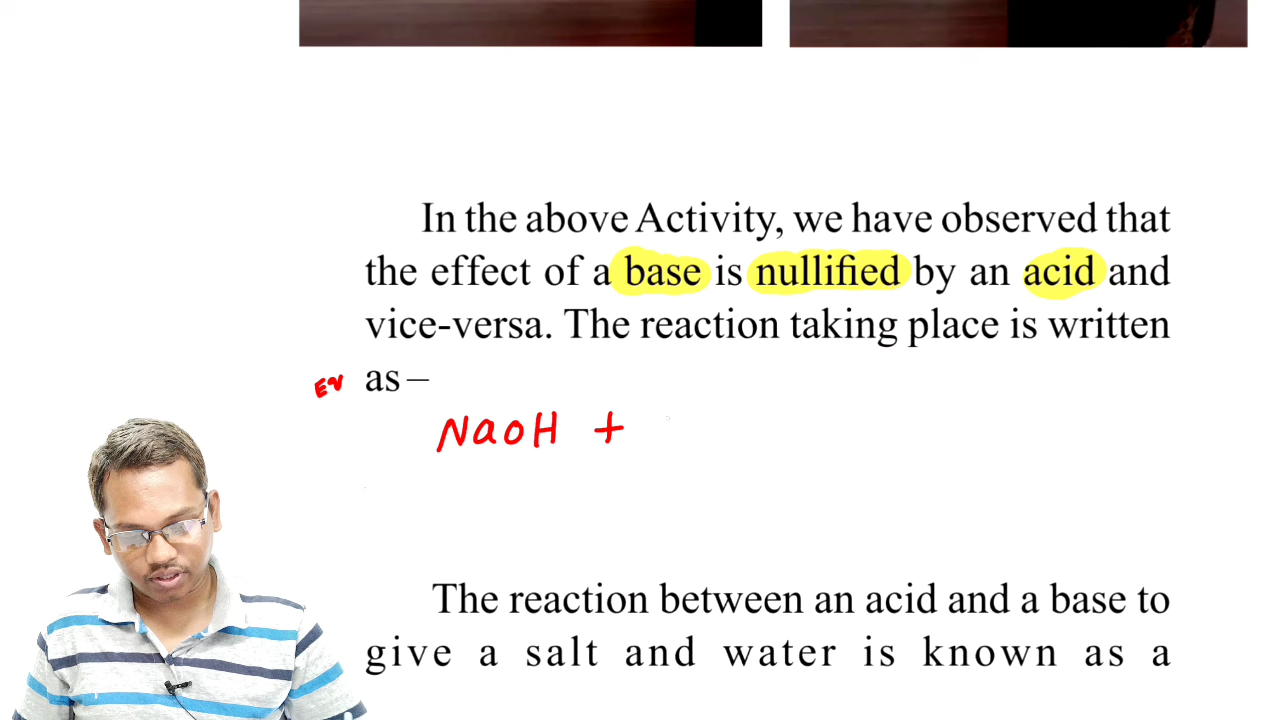 In the above Activity, we have observed that
the effect of a base is nullified by an acid and
vice-versa. The reaction taking place is written
as –
NaOH +
The reaction between an acid and a base to
give a salt and water is known as a